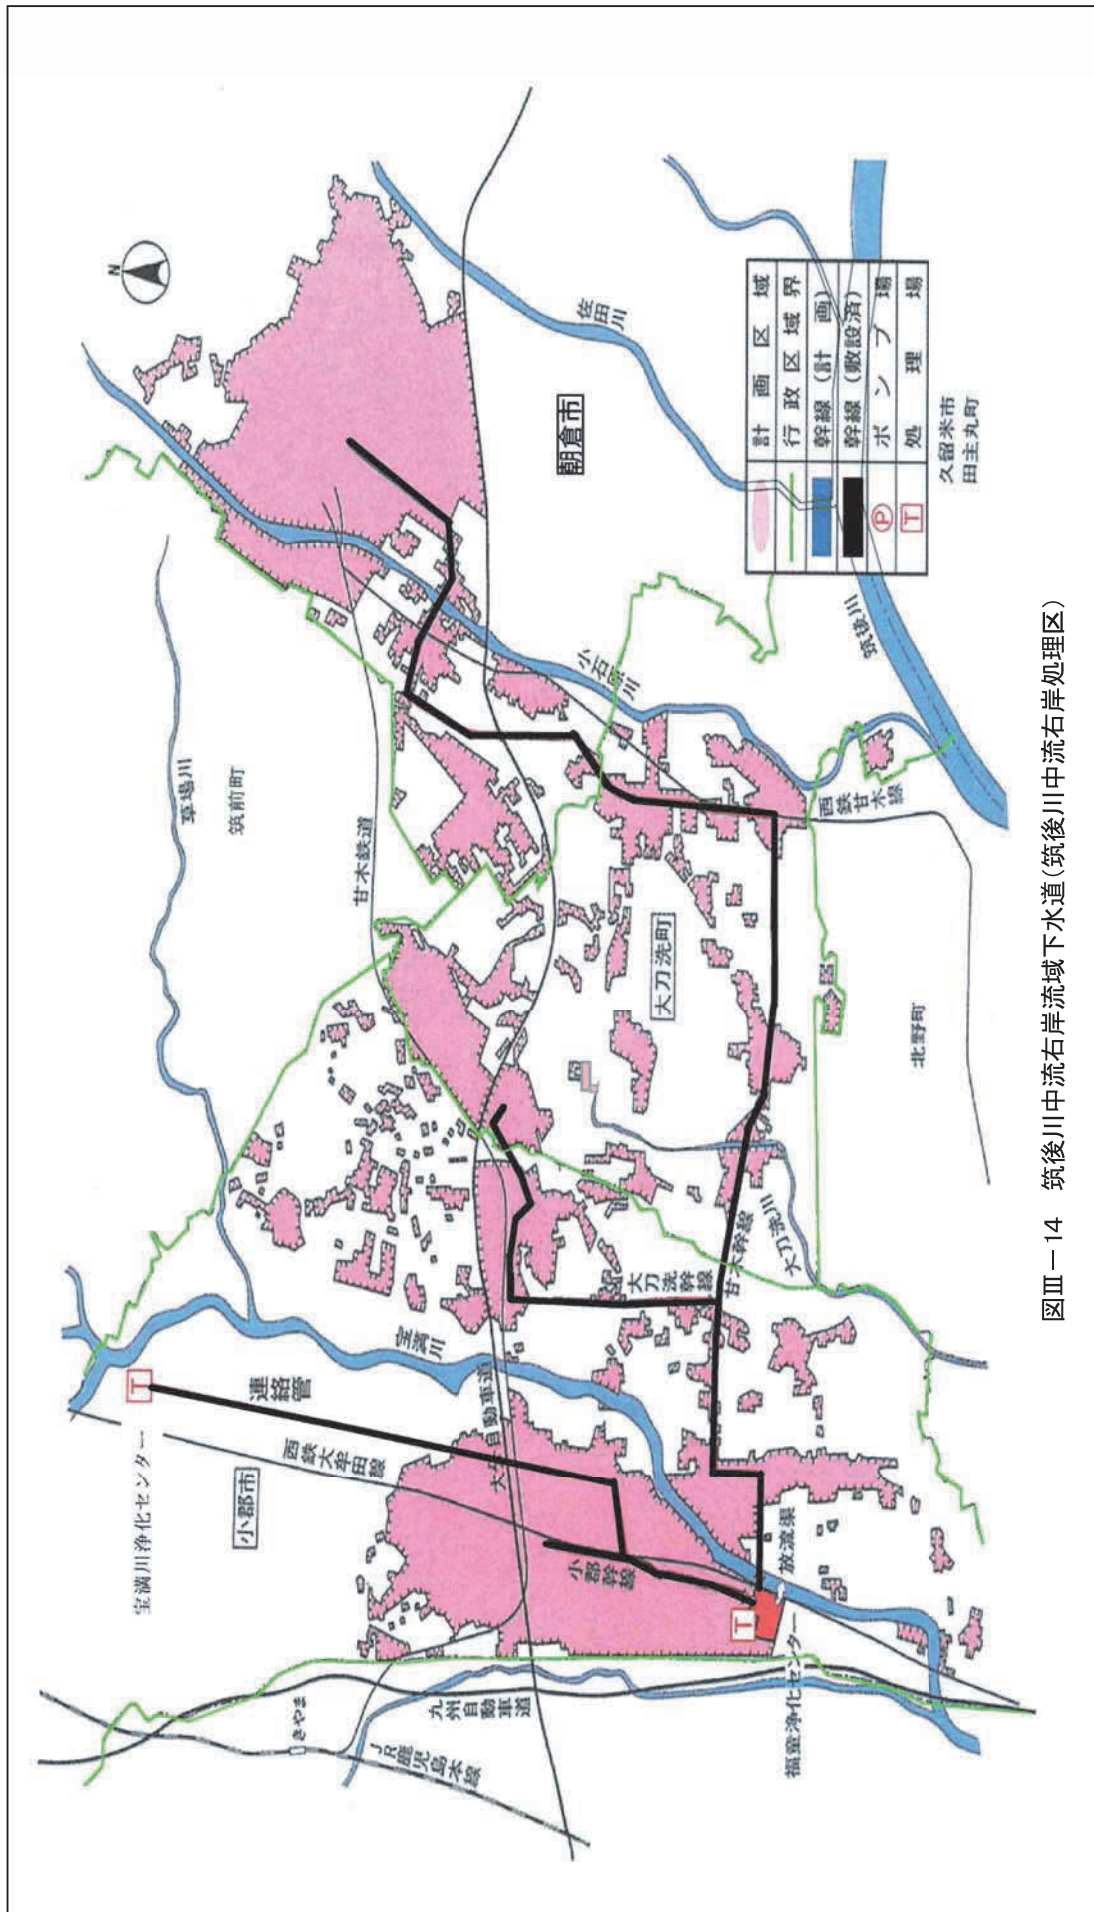 N
佐田川
朝倉市
計画区域
行政区域界
幹線(計画)
幹線(敷設済)
ポンプ場
処理場
P
T
久留米市
田主丸町
筑後川
小石原川
草場川
筑前町
甘木鉄道
西鉄
甘木線
大刀洗町
北野町
大刀洗川
甘木幹線
大刀洗
幹線
宝満川
T
連絡管
宝満川浄化センター
小郡市
西鉄
大牟田線
自動車道
小郡
幹線
放流渠
T
福童浄化センター
九州
自動車道
きやま
JR鹿児島本線
図Ⅲ－14 筑後川中流右岸流域下水道(筑後川中流右岸処理区)